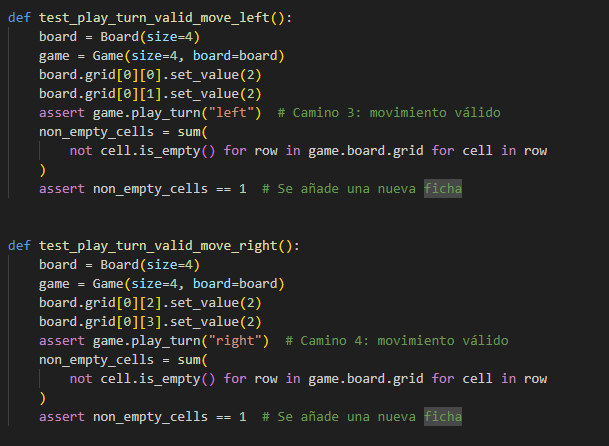 def test_play_turn_valid_move_left():
    board = Board(size=4)
    game = Game(size=4, board=board)
    board.grid[0][0].set_value(2)
    board.grid[0][1].set_value(2)
    assert game.play_turn("left")  # Camino 3: movimiento válido
    non_empty_cells = sum(
        not cell.is_empty() for row in game.board.grid for cell in row
    )
    assert non_empty_cells == 1  # Se añade una nueva ficha
def test_play_turn_valid_move_right():
    board = Board(size=4)
    game = Game(size=4, board=board)
    board.grid[0][2].set_value(2)
    board.grid[0][3].set_value(2)
    assert game.play_turn("right")  # Camino 4: movimiento válido
    non_empty_cells = sum(
        not cell.is_empty() for row in game.board.grid for cell in row
    )
    assert non_empty_cells == 1  # Se añade una nueva ficha